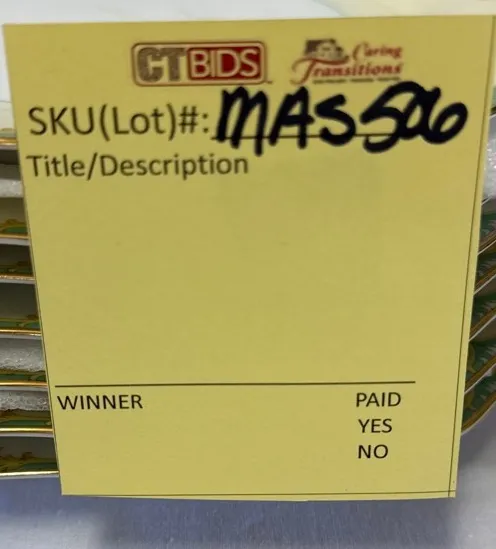 CTBIDS Caring Transitions
SKU(Lot)#: MAS506
Title/Description
WINNER PAID
YES
NO